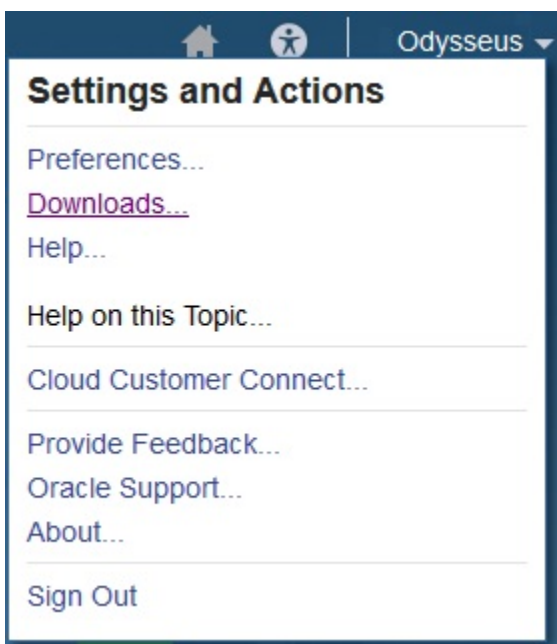 Odysseus
Settings and Actions
Preferences...
Downloads...
Help...
Help on this Topic...
Cloud Customer Connect...
Provide Feedback...
Oracle Support...
About...
Sign Out